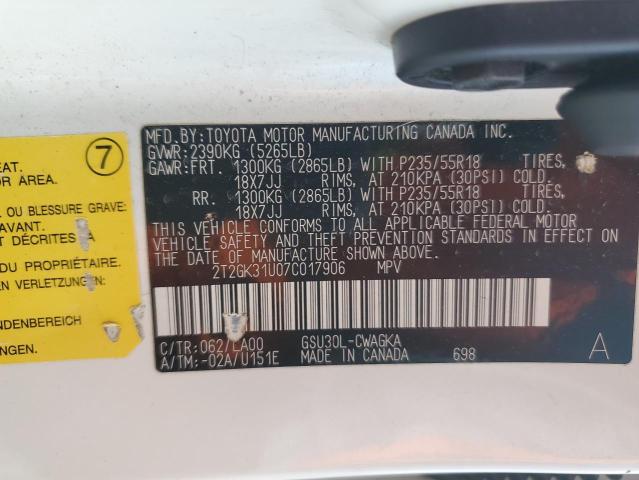 7
EAT.
OR AREA.
OU BLESSURE GRAVE:
AVANT.
T DÉCRITES À
DU PROPRIÉTAIRE.
EN VERLETZUNGEN:
NDENBEREICH
NUNGEN.
MFD.BY:TOYOTA MOTOR MANUFACTURING CANADA INC.
GVWR:2390KG (5265LB)
GAWR:FRT. 1300KG (2865LB) WITH P235/55R18 TIRES,
18X7JJ RIMS, AT 210KPA (30PSI) COLD.
RR. 1300KG (2865LB) WITH P235/55R18 TIRES,
18X7JJ RIMS, AT 210KPA (30PSI) COLD.
THIS VEHICLE CONFORMS TO ALL APPLICABLE FEDERAL MOTOR
VEHICLE SAFETY AND THEFT PREVENTION STANDARDS IN EFFECT ON
THE DATE OF MANUFACTURE SHOWN ABOVE.
2T2GK31U07C017906 MPV
C/TR:062/LA00 GSU30L-CWAGKA
A/TM:-02A/U151E MADE IN CANADA 698
A